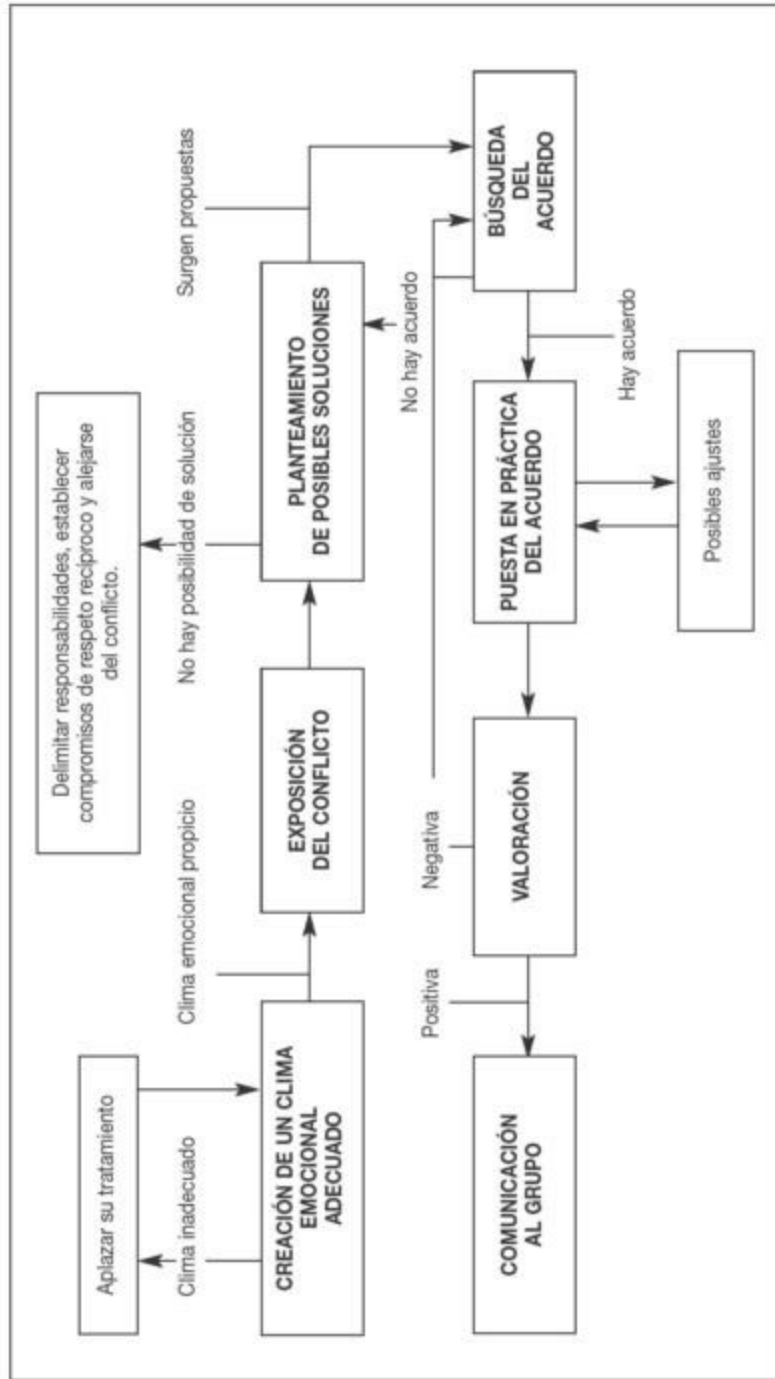 Aplazar su tratamiento
Clima inadecuado
CREACIÓN DE UN CLIMA
EMOCIONAL
ADECUADO
Clima emocional propicio
EXPOSICIÓN
DEL CONFLICTO
Delimitar responsabilidades, establecer
compromisos de respeto recíproco y alejarse
del conflicto.
No hay posibilidad de solución
PLANTEAMIENTO
DE POSIBLES SOLUCIONES
Surgen propuestas
BÚSQUEDA
DEL
ACUERDO
No hay acuerdo
Hay acuerdo
PUESTA EN PRÁCTICA
DEL ACUERDO
Posibles ajustes
VALORACIÓN
Negativa
Positiva
COMUNICACIÓN
AL GRUPO